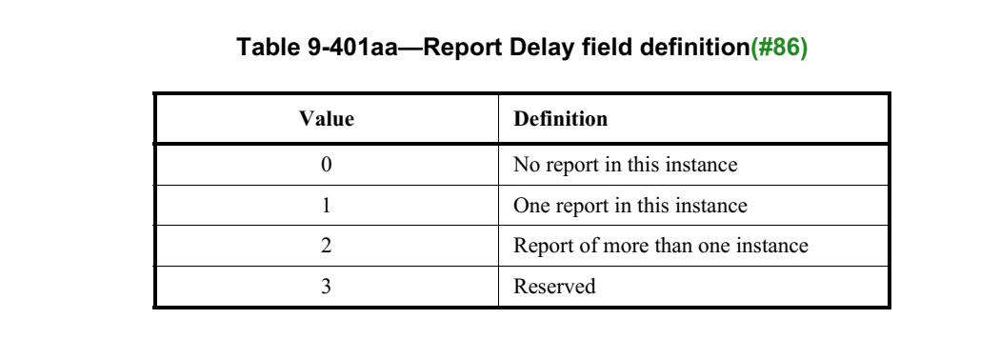 Table 9-401aa—Report Delay field definition(#86)
Value Definition
0 No report in this instance
1 One report in this instance
2 Report of more than one instance
3 Reserved